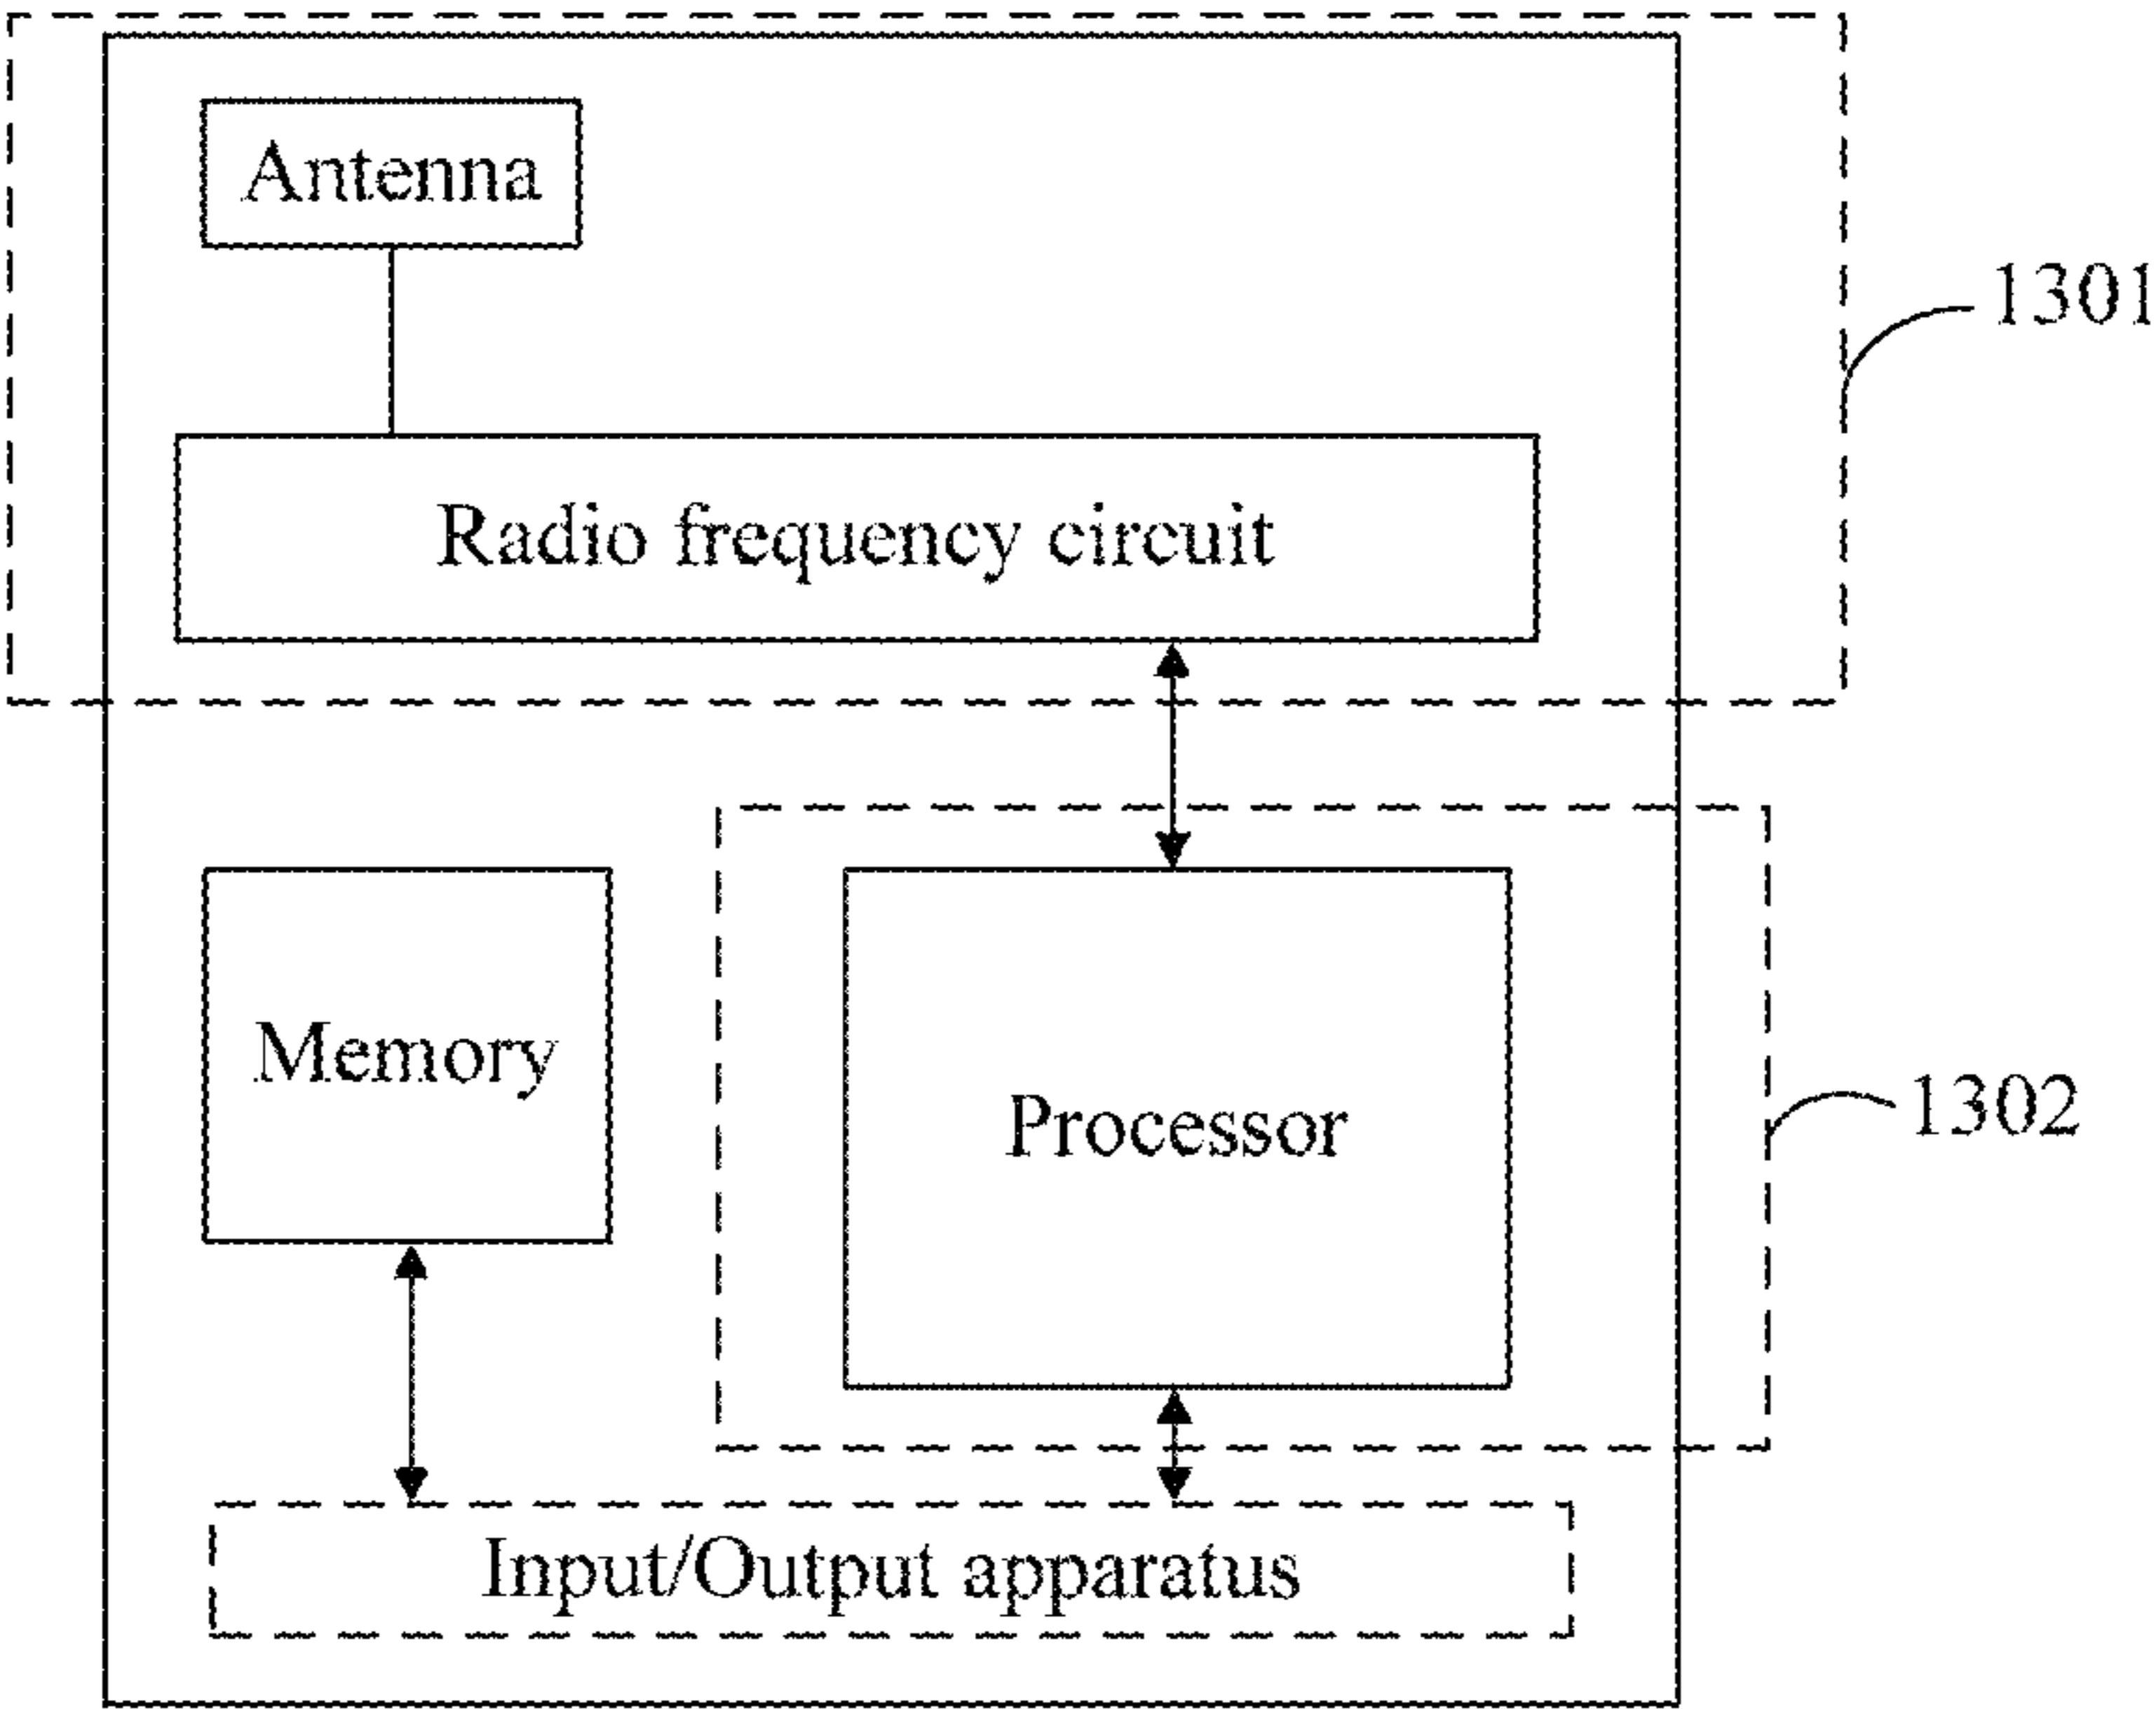 Antenna
1301
Radio frequency circuit
Memory
Processor
1302
Input/Output apparatus